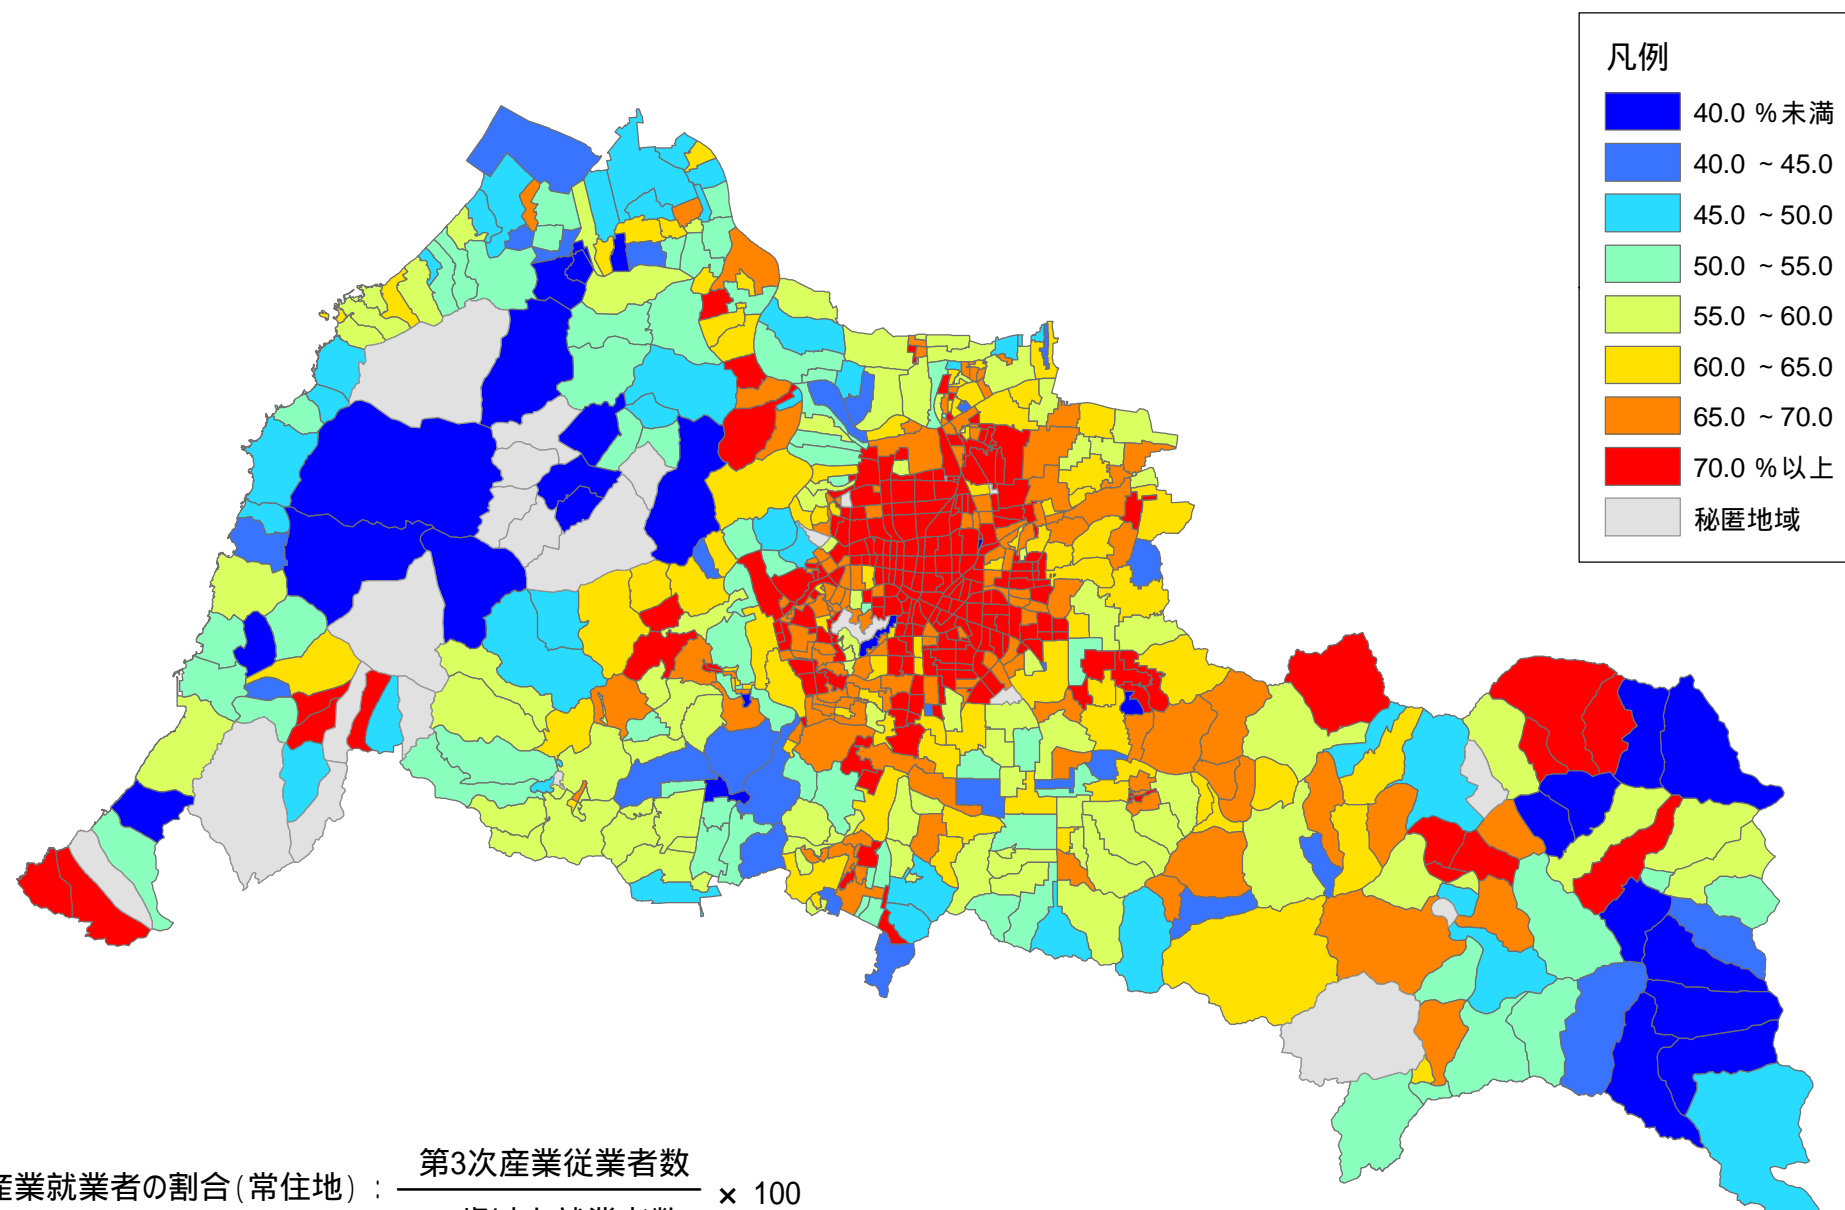 凡例
40.0 %未満
40.0 ~ 45.0
45.0 ~ 50.0
50.0 ~ 55.0
55.0 ~ 60.0
60.0 ~ 65.0
65.0 ~ 70.0
70.0 %以上
秘匿地域
第3次産業従業者数
産業就業者の割合(常住地) : × 100